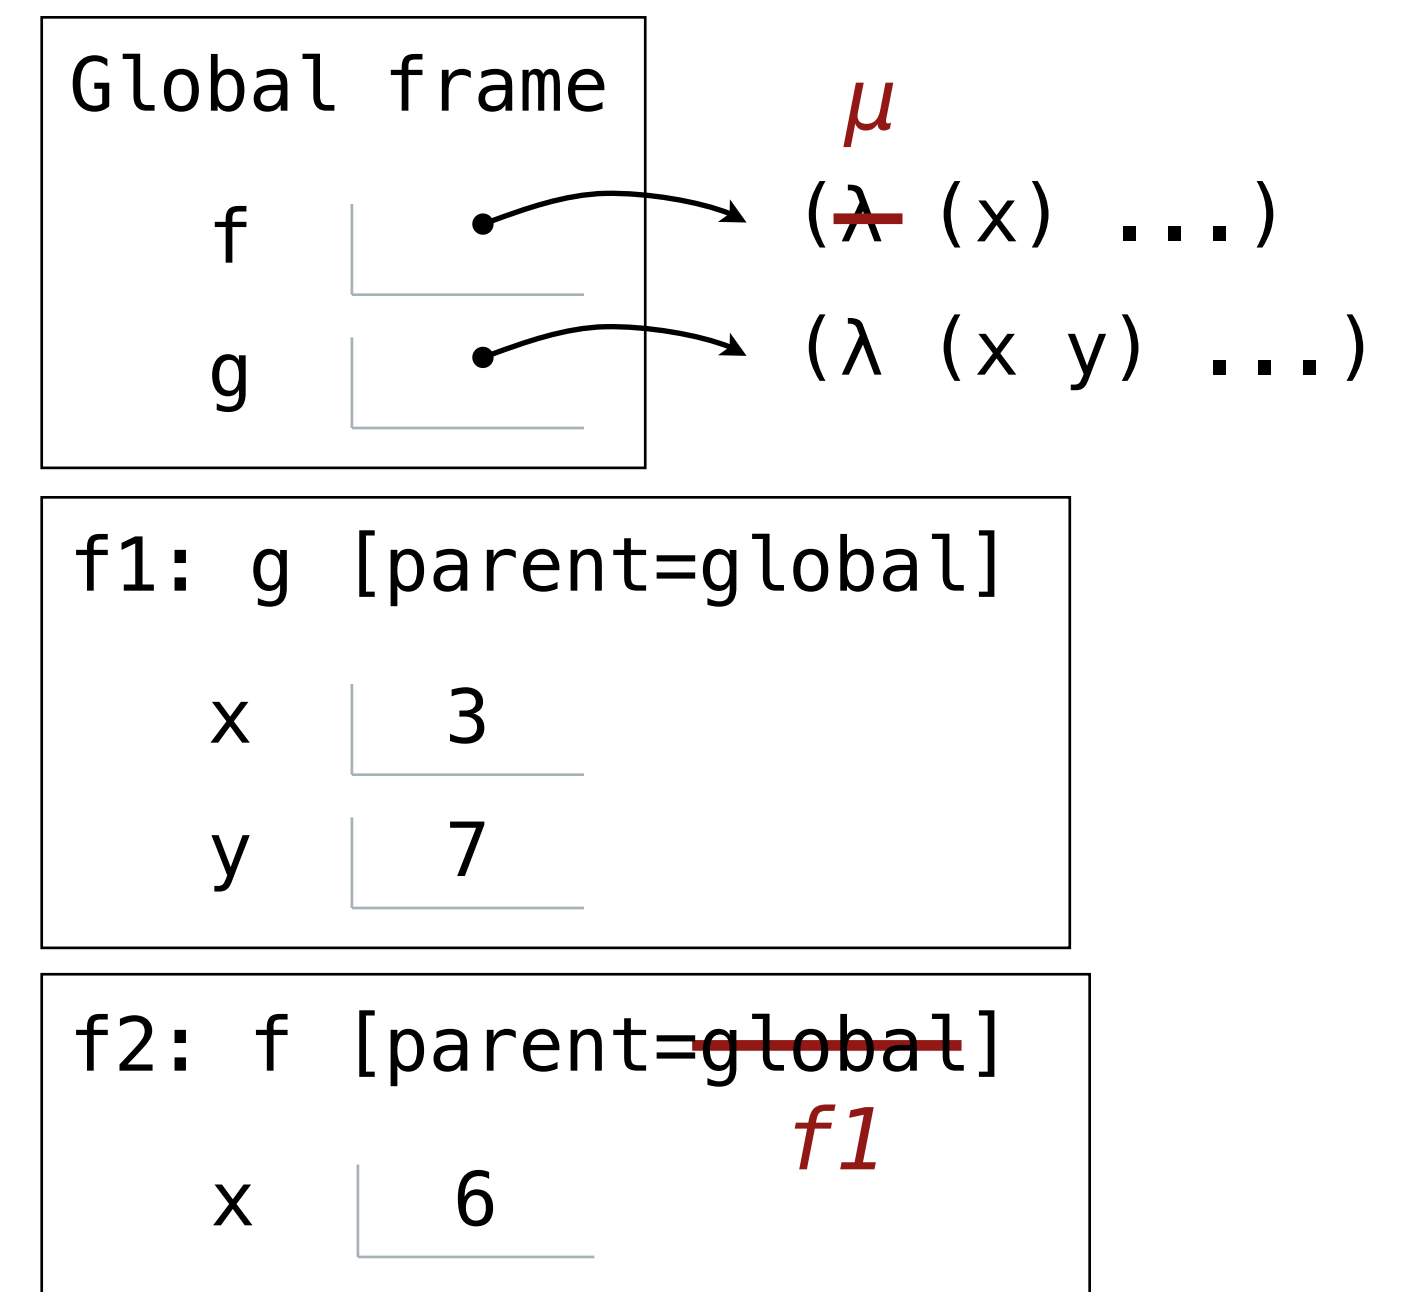 Global frame
μ
f (λ (x) ...)
g (λ (x y) ...)
f1: g [parent=global]
x 3
y 7
f2: f [parent=global]
f1
x 6